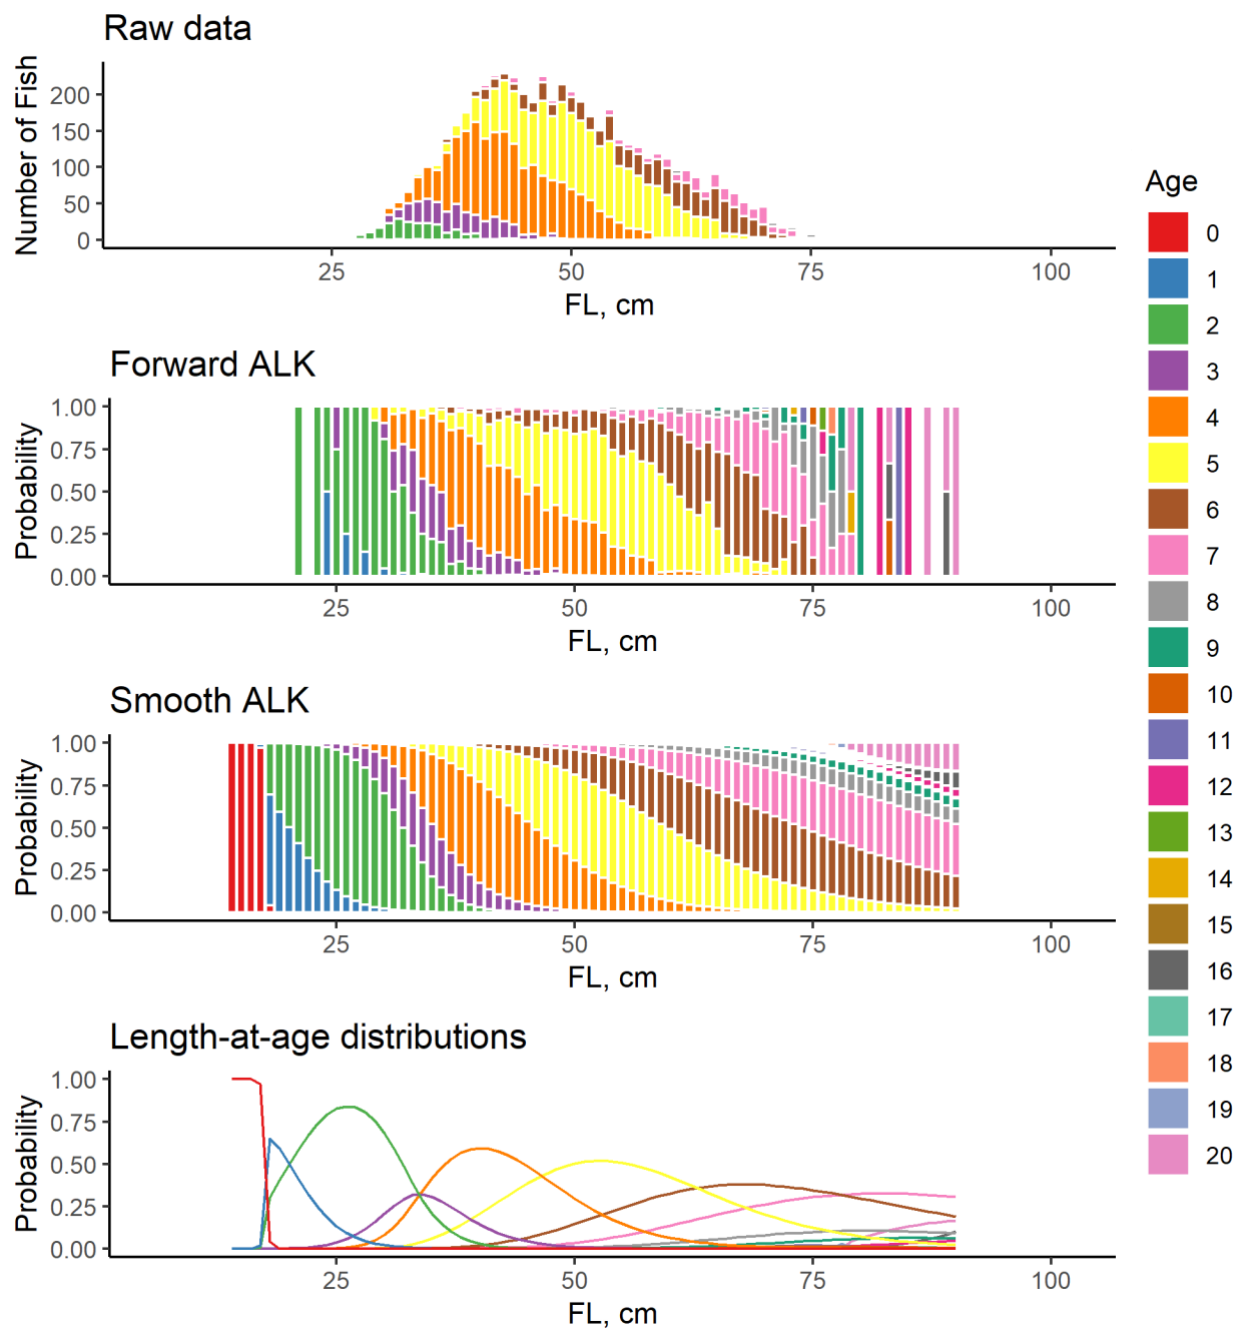 Raw data
Number of Fish
200
150
100
50
0
25 50 75 100
FL, cm
Forward ALK
Probability
1.00
0.75
0.50
0.25
0.00
25 50 75 100
FL, cm
Smooth ALK
Probability
1.00
0.75
0.50
0.25
0.00
25 50 75 100
FL, cm
Length-at-age distributions
Probability
1.00
0.75
0.50
0.25
0.00
25 50 75 100
FL, cm
Age
0
1
2
3
4
5
6
7
8
9
10
11
12
13
14
15
16
17
18
19
20